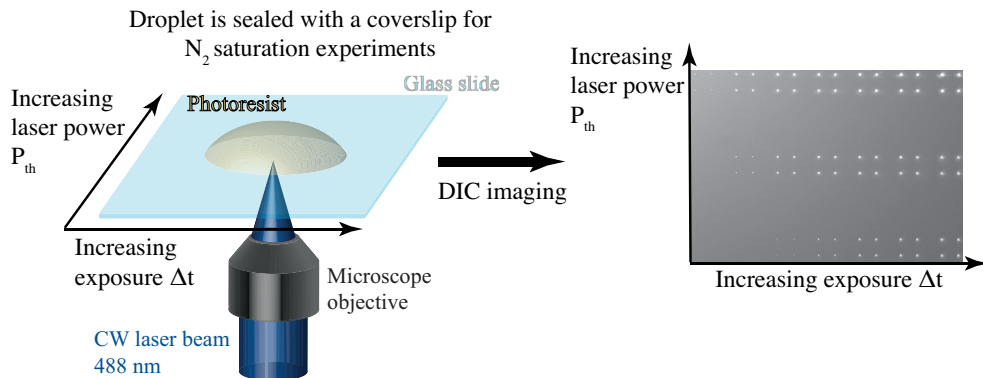 Droplet is sealed with a coverslip for
N2 saturation experiments
Glass slide
Photoresist
Increasing
laser power
Pth
Increasing
exposure Δt
Microscope
objective
CW laser beam
488 nm
DIC imaging
Increasing
laser power
Pth
Increasing exposure Δt